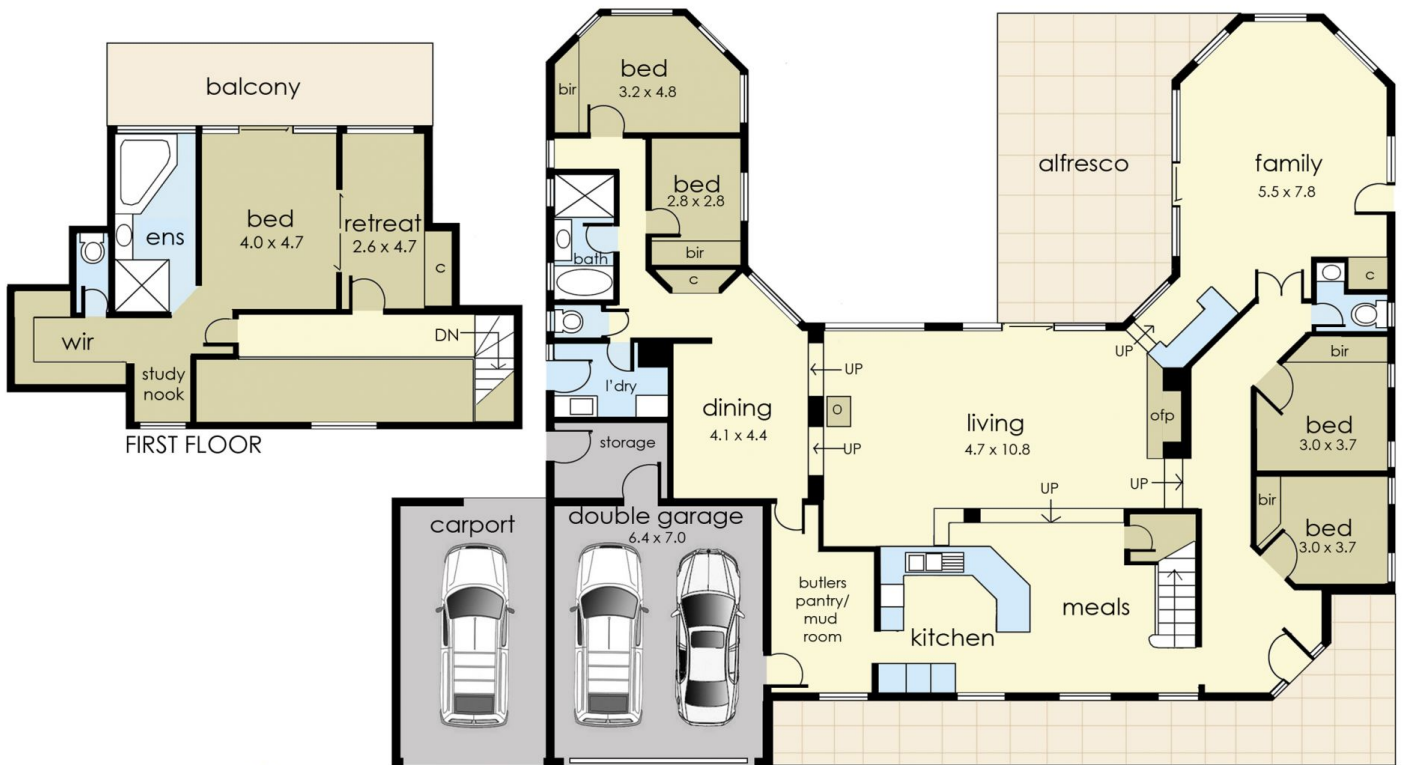 balcony
ens
bed
4.0 x 4.7
retreat
2.6 x 4.7
c
wir
study
nook
DN
FIRST FLOOR
bed
3.2 x 4.8
bir
bed
2.8 x 2.8
bir
bath
c
l'dry
dining
4.1 x 4.4
UP
UP
storage
carport
double garage
6.4 x 7.0
living
4.7 x 10.8
ofp
UP
UP
UP
butlers
pantry/
mud
room
kitchen
meals
alfresco
family
5.5 x 7.8
c
bir
bed
3.0 x 3.7
bir
bed
3.0 x 3.7